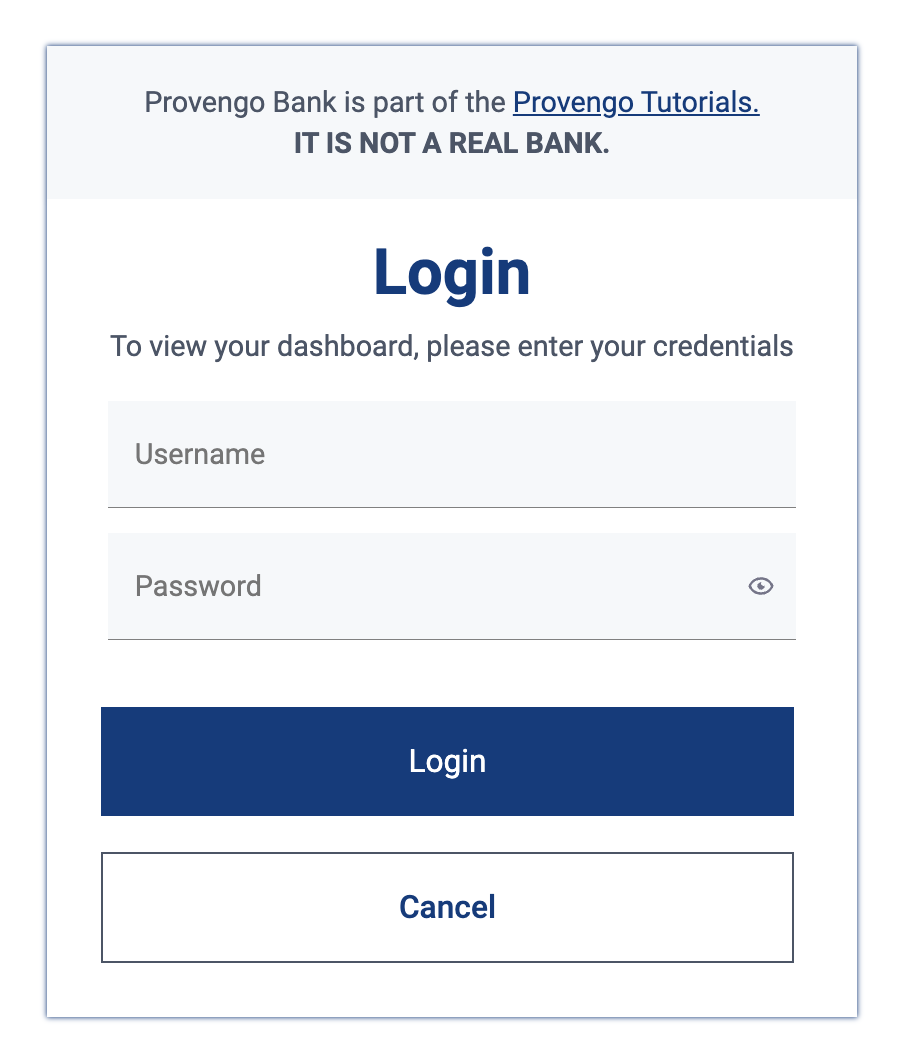 Provengo Bank is part of the Provengo Tutorials.
IT IS NOT A REAL BANK.
Login
To view your dashboard, please enter your credentials
Username
Password
Login
Cancel